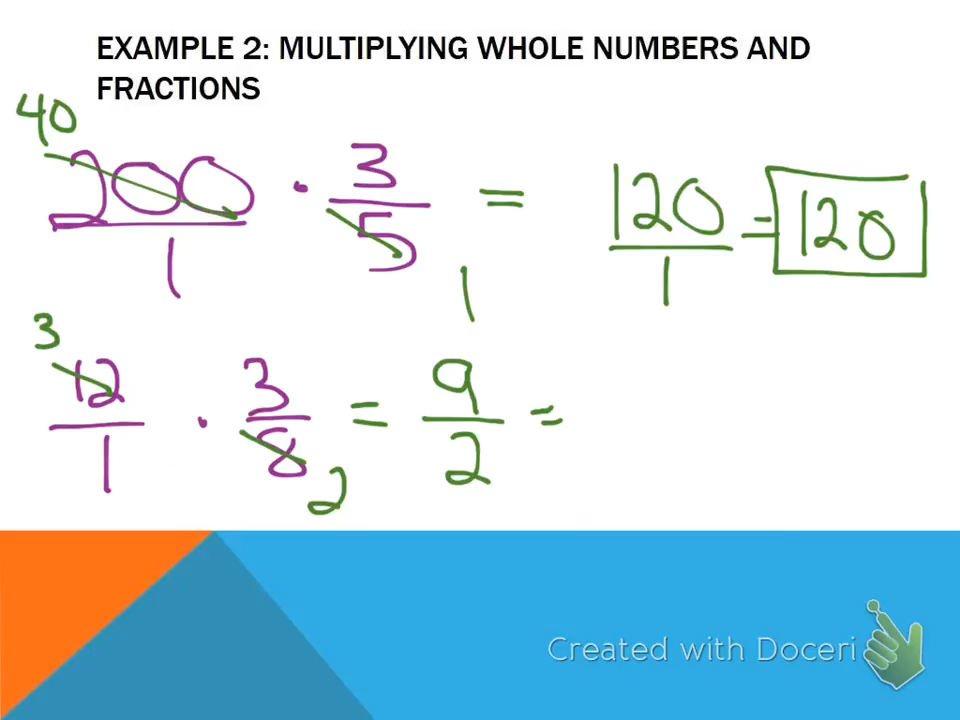 EXAMPLE 2: MULTIPLYING WHOLE NUMBERS AND
FRACTIONS
40
200/1 · 3/5 = 120/1 = 120
1
3
12/1 · 3/8 = 9/2 =
2
Created with Doceri